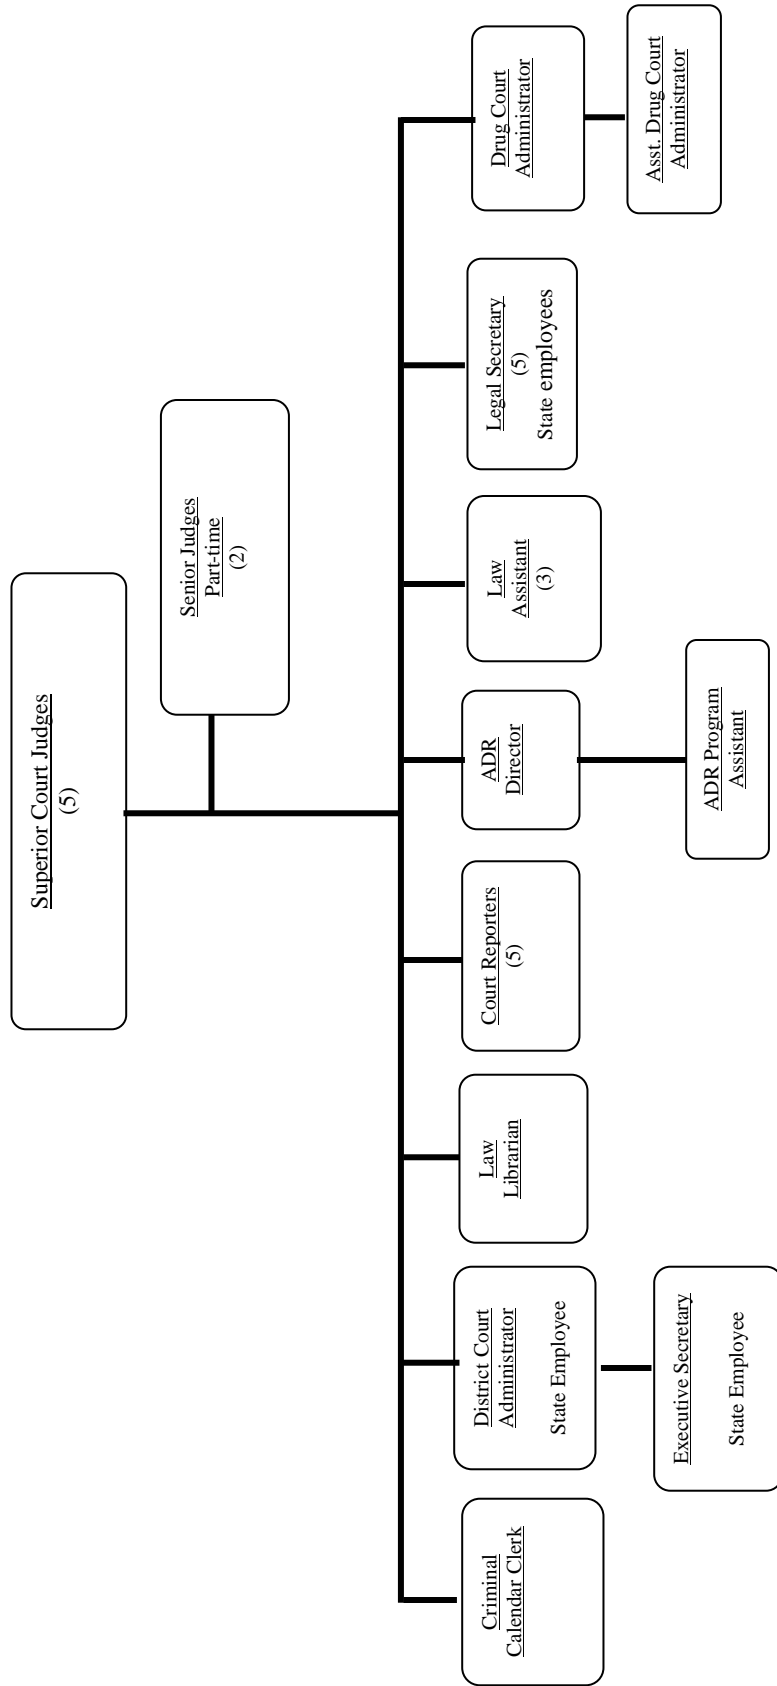 Superior Court Judges
(5)
Senior Judges
Part-time
(2)
Criminal
Calendar Clerk
District Court
Administrator
State Employee
Law
Librarian
Court Reporters
(5)
ADR
Director
Law
Assistant
(3)
Legal Secretary
(5)
State employees
Drug Court
Administrator
Executive Secretary
State Employee
ADR Program
Assistant
Asst. Drug Court
Administrator